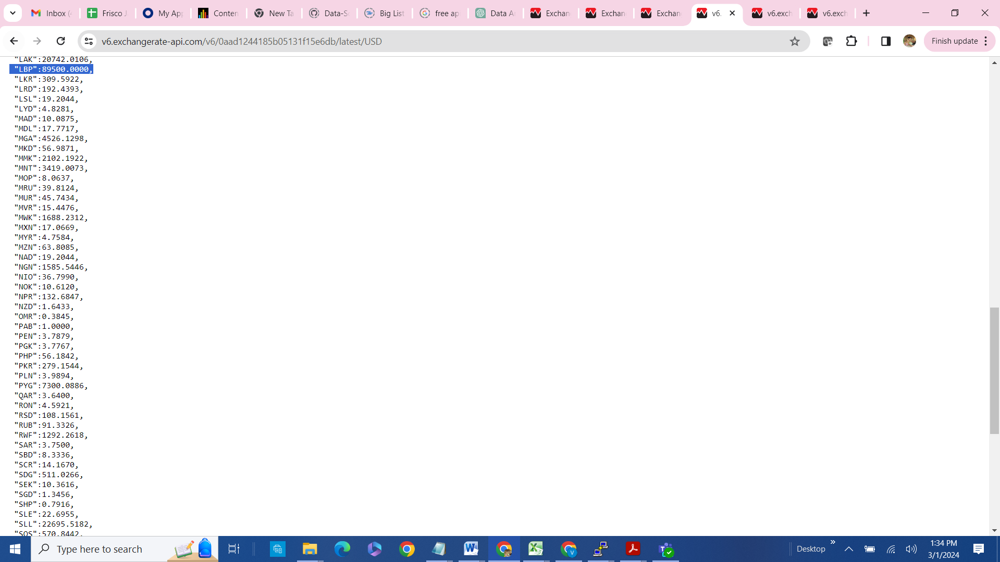 Inbox (
Frisco J
My Ap
Conten
New Ta
Data-S
Big List
free ap
Data A
Exchan
Exchan
Exchan
v6.
v6.exch
v6.exch
v6.exchangerate-api.com/v6/0aad1244185b05131f15e6db/latest/USD
Finish update
"LAK":20742.0106,
"LBP":89500.0000,
"LKR":309.5922,
"LRD":192.4393,
"LSL":19.2044,
"LYD":4.8281,
"MAD":10.0875,
"MDL":17.7717,
"MGA":4526.1298,
"MKD":56.9871,
"MMK":2102.1922,
"MNT":3419.0073,
"MOP":8.0637,
"MRU":39.8124,
"MUR":45.7434,
"MVR":15.4476,
"MWK":1688.2312,
"MXN":17.0669,
"MYR":4.7584,
"MZN":63.8085,
"NAD":19.2044,
"NGN":1585.5446,
"NIO":36.7990,
"NOK":10.6120,
"NPR":132.6847,
"NZD":1.6433,
"OMR":0.3845,
"PAB":1.0000,
"PEN":3.7879,
"PGK":3.7767,
"PHP":56.1842,
"PKR":279.1544,
"PLN":3.9894,
"PYG":7300.0886,
"QAR":3.6400,
"RON":4.5921,
"RSD":108.1561,
"RUB":91.3326,
"RWF":1292.2618,
"SAR":3.7500,
"SBD":8.3336,
"SCR":14.1670,
"SDG":511.0266,
"SEK":10.3616,
"SGD":1.3456,
"SHP":0.7916,
"SLE":22.6955,
"SLL":22695.5182,
"SOS":570.8442,
Type here to search
Desktop
1:34 PM
3/1/2024